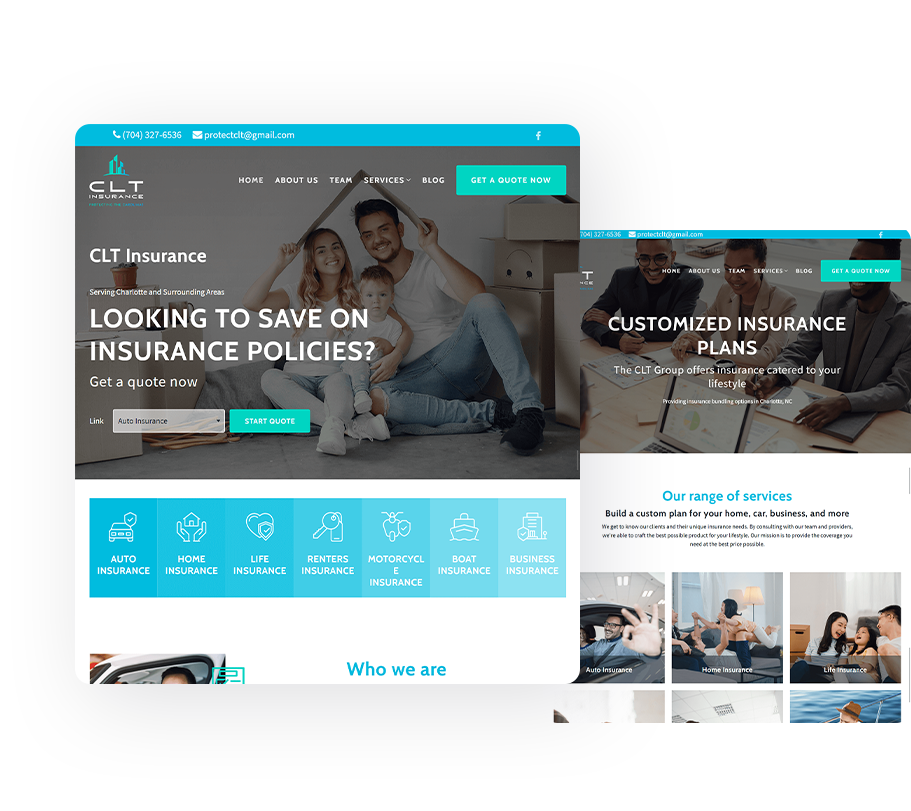 (704) 327-6536 protectclt@gmail.com
CLT
INSURANCE
HOME ABOUT US TEAM SERVICES BLOG GET A QUOTE NOW
CLT Insurance
Serving Charlotte and Surrounding Areas
LOOKING TO SAVE ON
INSURANCE POLICIES?
Get a quote now
Link Auto Insurance START QUOTE
AUTO
INSURANCE
HOME
INSURANCE
LIFE
INSURANCE
RENTERS
INSURANCE
MOTORCYCL
E
INSURANCE
BOAT
INSURANCE
BUSINESS
INSURANCE
Who we are
704) 327-6536 protectclt@gmail.com
T
NCE
HOME ABOUT US TEAM SERVICES BLOG GET A QUOTE NOW
CUSTOMIZED INSURANCE
PLANS
The CLT Group offers insurance catered to your
lifestyle
Providing insurance bundling options in Charlotte, NC
Our range of services
Build a custom plan for your home, car, business, and more
We get to know our clients and their unique insurance needs. By consulting with our team and providers,
we're able to craft the best possible product for your lifestyle. Our mission is to provide the coverage you
need at the best price possible.
Auto Insurance
Home Insurance
Life Insurance